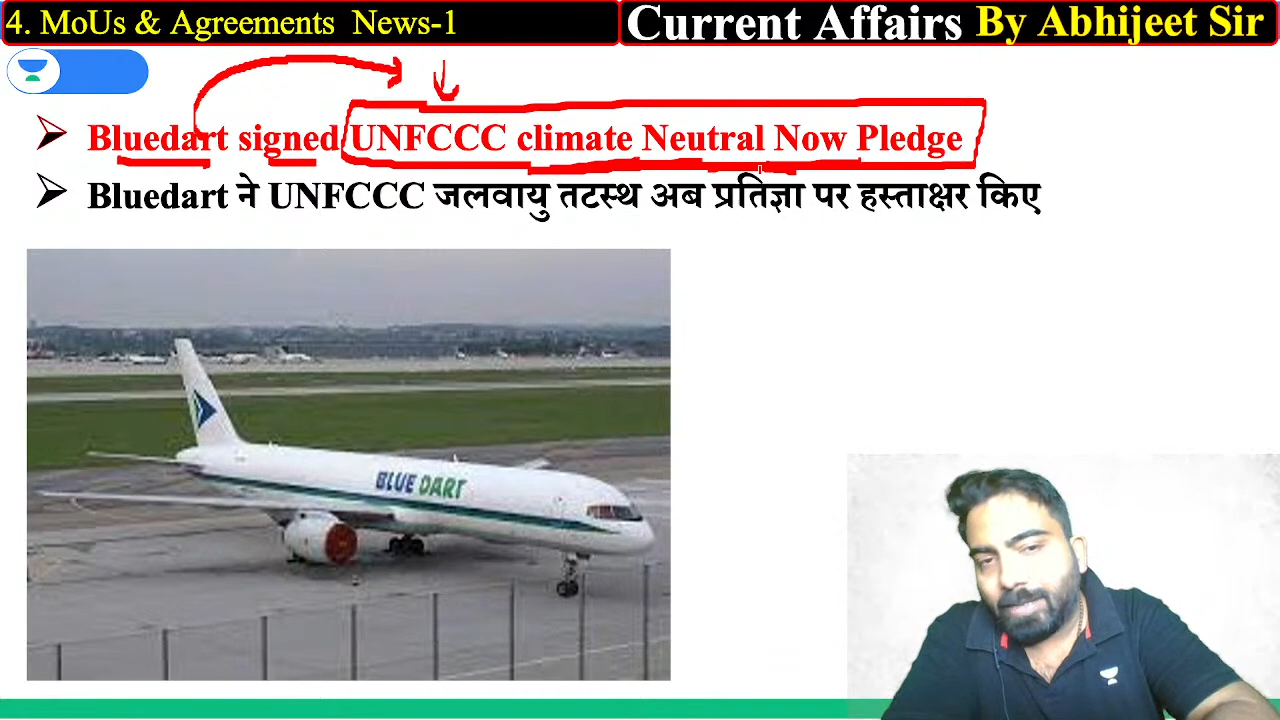 4. MoUs & Agreements News-1
Current Affairs By Abhijeet Sir
Bluedart signed UNFCCC climate Neutral Now Pledge
Bluedart ने UNFCCC जलवायु तटस्थ अब प्रतिज्ञा पर हस्ताक्षर किए
BLUE DART